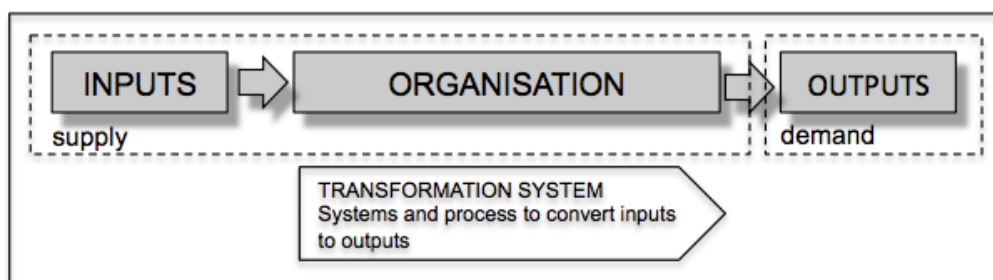 INPUTS
ORGANISATION
OUTPUTS
supply
demand
TRANSFORMATION SYSTEM
Systems and process to convert inputs
to outputs